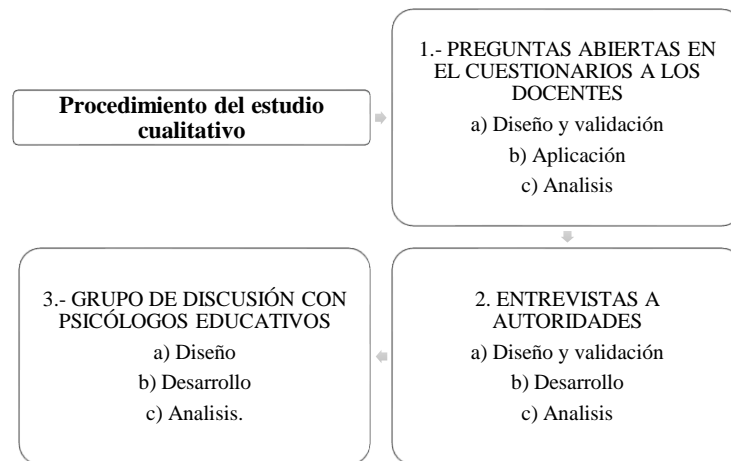 Procedimiento del estudio
cualitativo
1.- PREGUNTAS ABIERTAS EN
EL CUESTIONARIOS A LOS
DOCENTES
a) Diseño y validación
b) Aplicación
c) Analisis
2. ENTREVISTAS A
AUTORIDADES
a) Diseño y validación
b) Desarrollo
c) Analisis
3.- GRUPO DE DISCUSIÓN CON
PSICÓLOGOS EDUCATIVOS
a) Diseño
b) Desarrollo
c) Analisis.